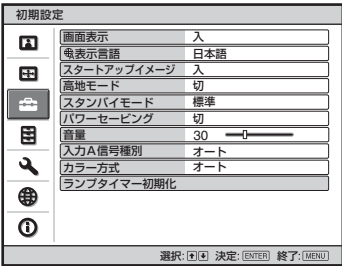 初期設定
画面表示 入
表示言語 日本語
スタートアップイメージ 入
高地モード 切
スタンバイモード 標準
パワーセービング 切
音量 30
入力A信号種別 オート
カラー方式 オート
ランプタイマー初期化
選択: 決定: ENTER 終了: MENU